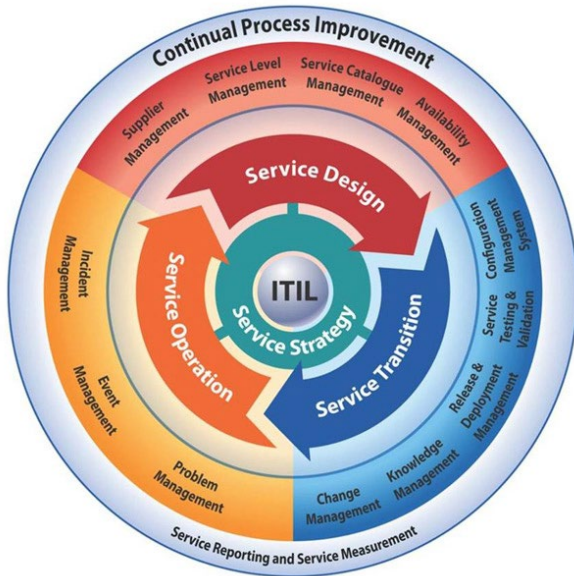 Continual Process Improvement
Supplier
Management
Service Level
Management
Service Catalogue
Management
Availability
Management
Service Design
Configuration
Management
System
Service
Testing &
Validation
Release &
Deployment
Management
Knowledge
Management
Change
Management
Service Transition
ITIL
Service Strategy
Service Operation
Incident
Management
Event
Management
Problem
Management
Service Reporting and Service Measurement